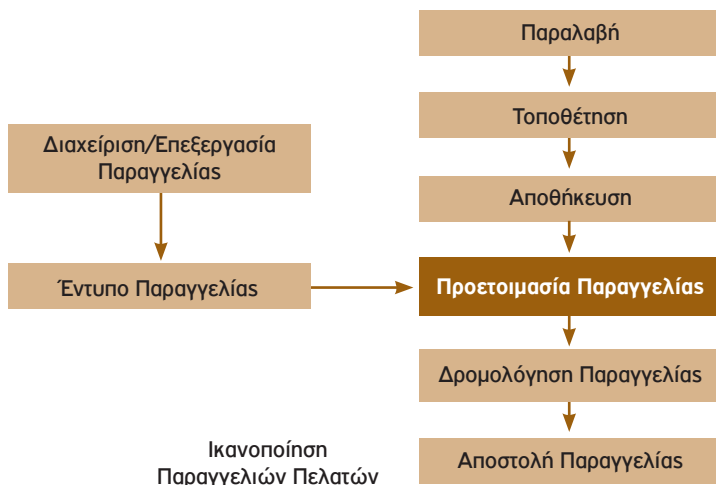 Παραλαβή
Τοποθέτηση
Διαχείριση/Επεξεργασία
Παραγγελίας
Αποθήκευση
Έντυπο Παραγγελίας
Προετοιμασία Παραγγελίας
Δρομολόγηση Παραγγελίας
Ικανοποίηση
Παραγγελιών Πελατών
Αποστολή Παραγγελίας